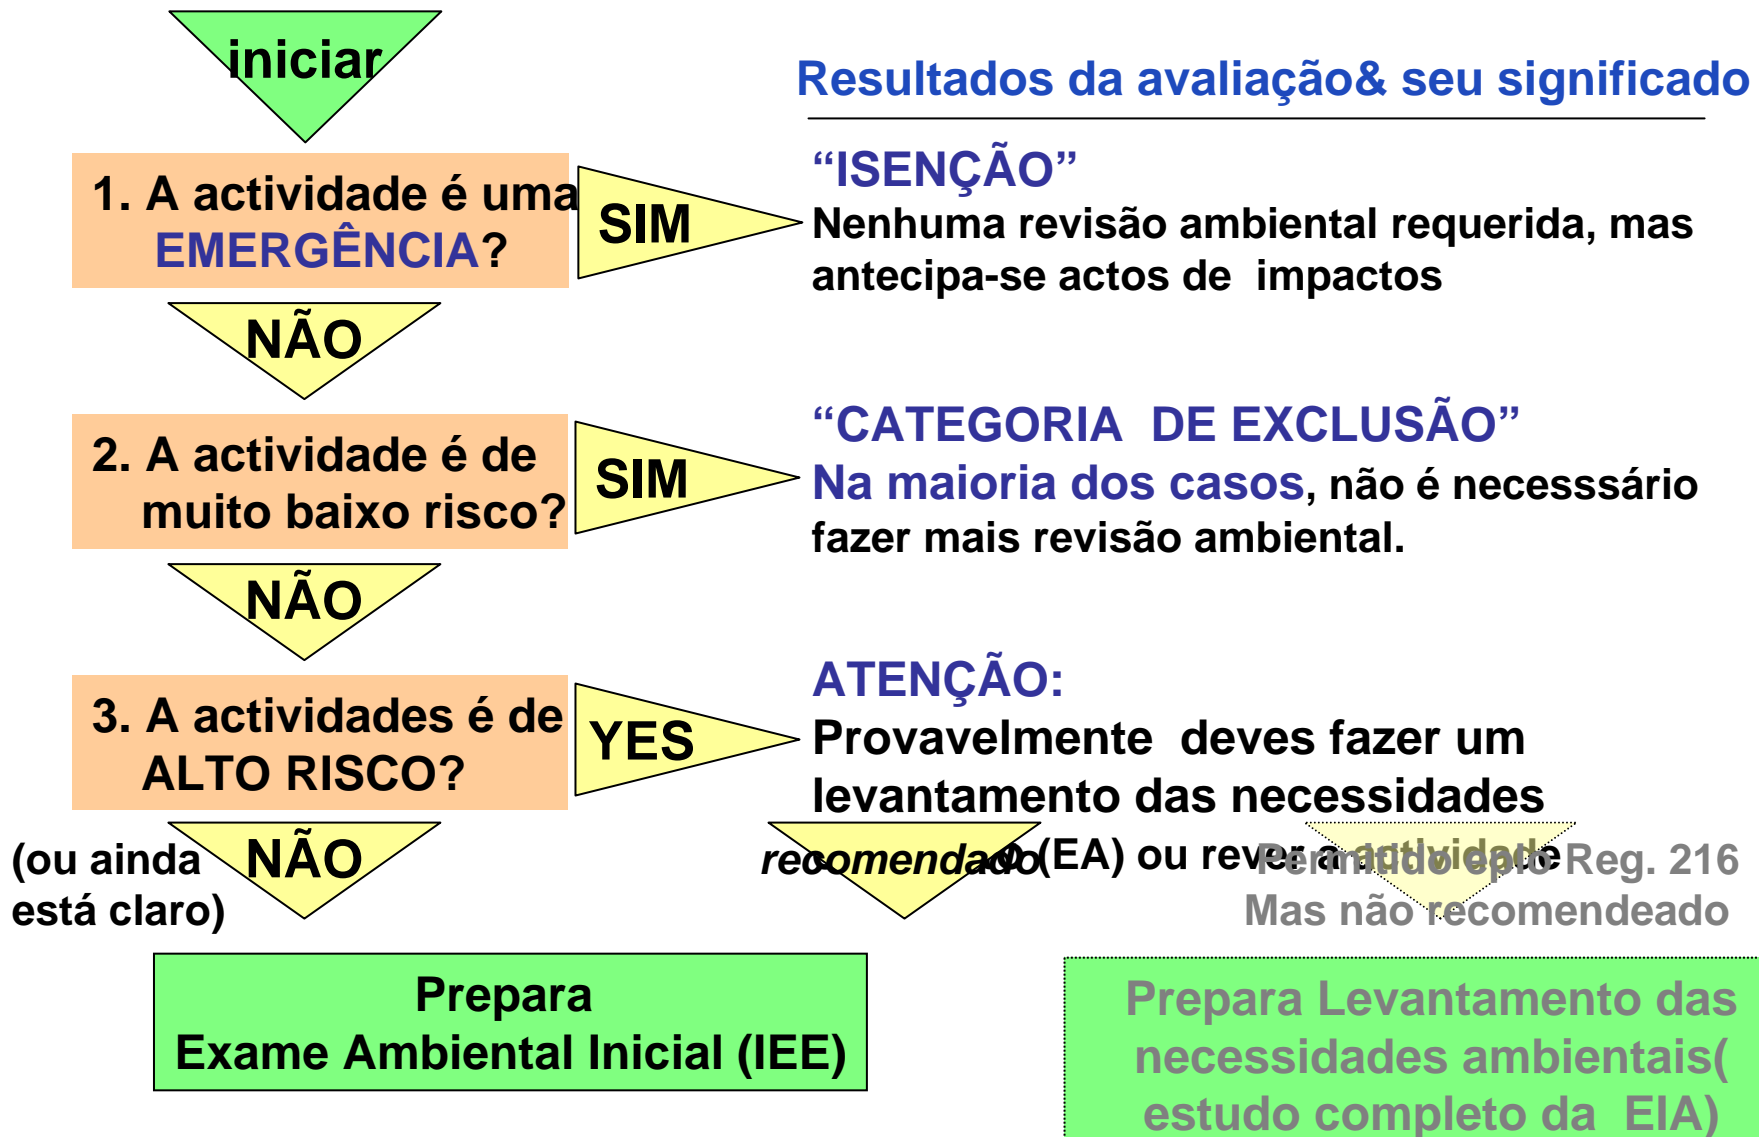 iniciar
Resultados da avaliação& seu significado
1. A actividade é uma
EMERGÊNCIA?
SIM
“ISENÇÃO”
Nenhuma revisão ambiental requerida, mas
antecipa-se actos de impactos
NÃO
2. A actividade é de
muito baixo risco?
SIM
“CATEGORIA DE EXCLUSÃO”
Na maioria dos casos, não é necesssário
fazer mais revisão ambiental.
NÃO
3. A actividades é de
ALTO RISCO?
YES
ATENÇÃO:
Provavelmente deves fazer um
levantamento das necessidades
(EA) ou rever a actividade
NÃO
(ou ainda
está claro)
recomendado
Permitido eplo Reg. 216
Mas não recomendeado
Prepara
Exame Ambiental Inicial (IEE)
Prepara Levantamento das
necessidades ambientais(
estudo completo da EIA)